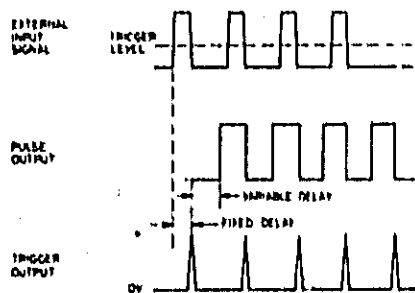 EXTERNAL
INPUT
SIGNAL
TRIGGER
LEVEL
PULSE
OUTPUT
VARIABLE DELAY
FIXED DELAY
TRIGGER
OUTPUT
0V